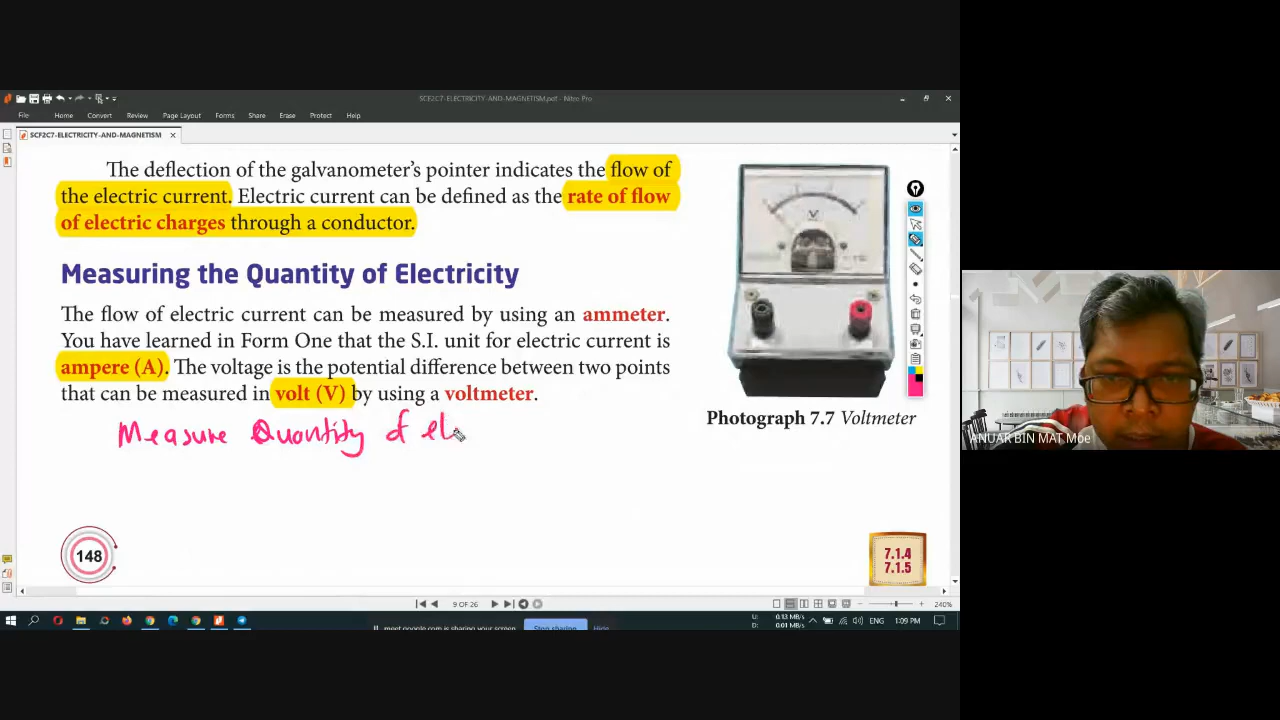 SCF2C7-ELECTRICITY-AND-MAGNETISM.pdf - Nitro Pro
File Home Convert Review Page Layout Forms Share Erase Protect Help
SCF2C7-ELECTRICITY-AND-MAGNETISM
The deflection of the galvanometer's pointer indicates the flow of
the electric current. Electric current can be defined as the rate of flow
of electric charges through a conductor.
Measuring the Quantity of Electricity
The flow of electric current can be measured by using an ammeter.
You have learned in Form One that the S.I. unit for electric current is
ampere (A). The voltage is the potential difference between two points
that can be measured in volt (V) by using a voltmeter.
V
Photograph 7.7 Voltmeter
Measure Quantity of el
ANUAR BIN MAT Moe
148
7.1.4
7.1.5
9 OF 26
240%
meet.google.com is sharing your screen. Stop sharing Hide
U: 0.13 MB/s
D: 0.01 MB/s
ENG 1:09 PM